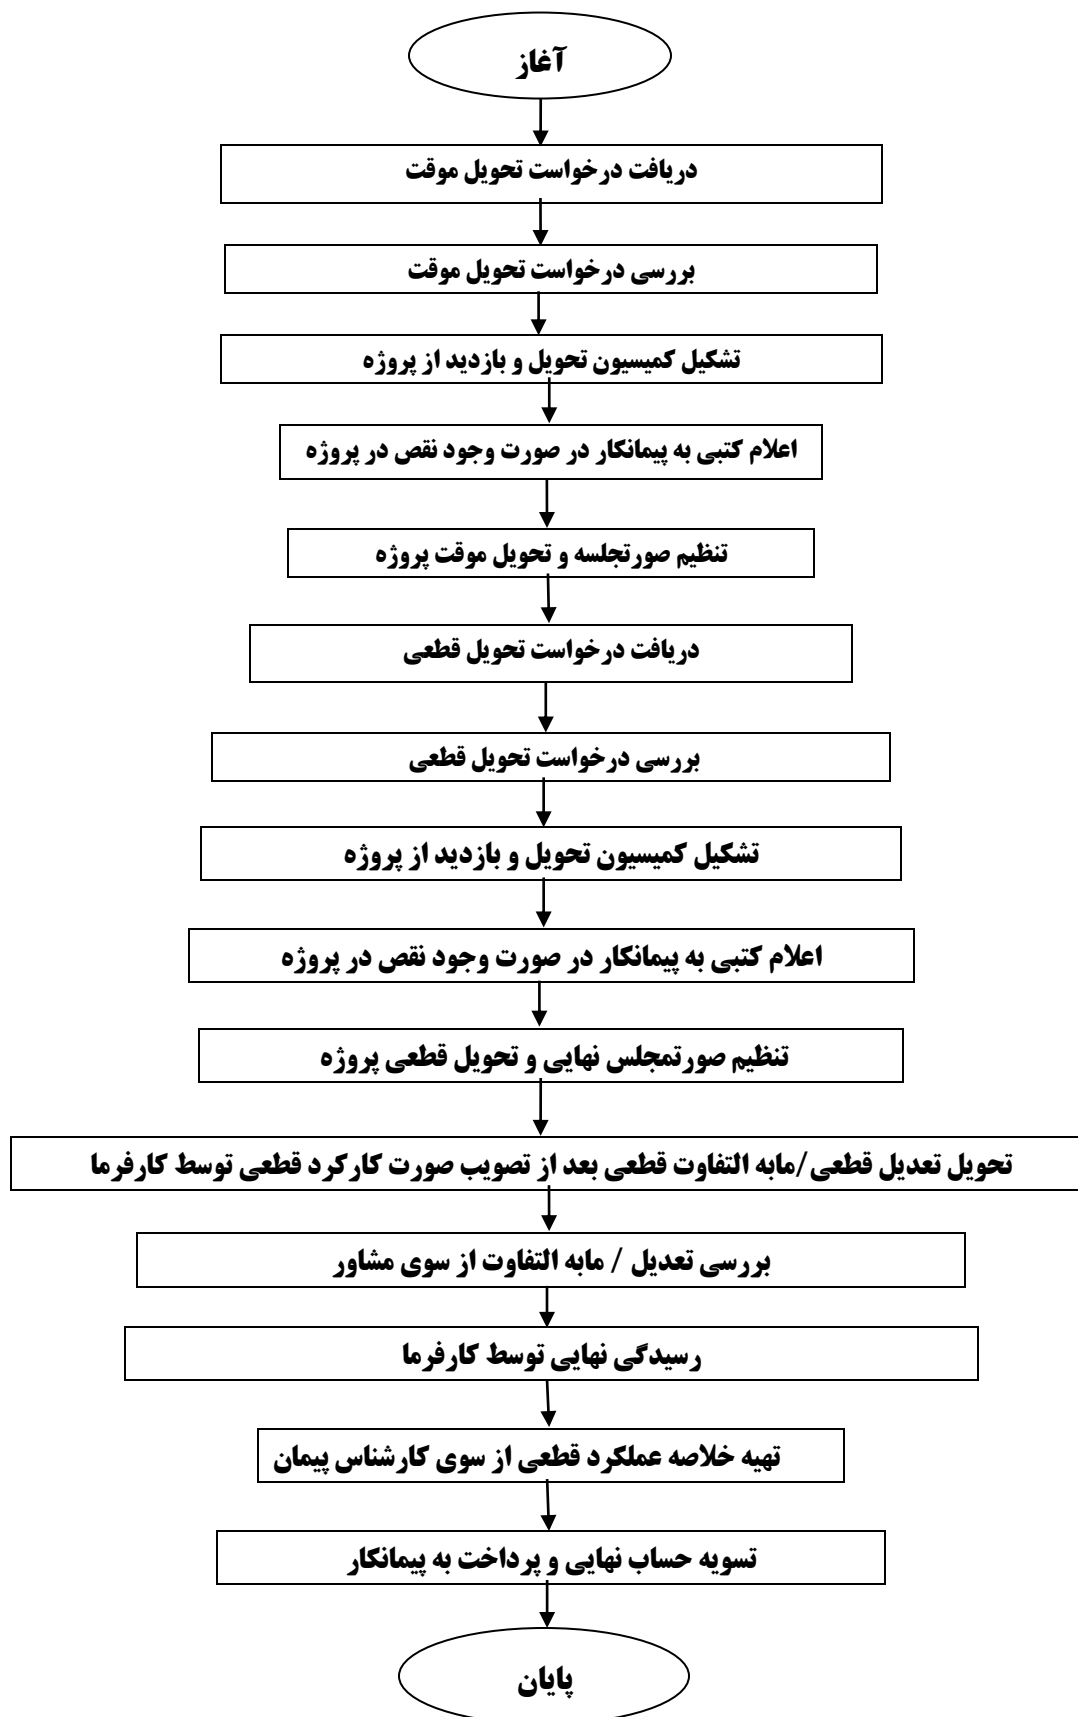 آغاز
دریافت درخواست تحویل موقت
بررسی درخواست تحویل موقت
تشکیل کمیسیون تحویل و بازدید از پروژه
اعلام کتبی به پیمانکار در صورت وجود نقص در پروژه
تنظیم صورتجلسه و تحویل موقت پروژه
دریافت درخواست تحویل قطعی
بررسی درخواست تحویل قطعی
تشکیل کمیسیون تحویل و بازدید از پروژه
اعلام کتبی به پیمانکار در صورت وجود نقص در پروژه
تنظیم صورتمجلس نهایی و تحویل قطعی پروژه
تحویل تعدیل قطعی/مابه التفاوت قطعی بعد از تصویب صورت کارکرد قطعی توسط کارفرما
بررسی تعدیل / مابه التفاوت از سوی مشاور
رسیدگی نهایی توسط کارفرما
تهیه خلاصه عملکرد قطعی از سوی کارشناس پیمان
تسویه حساب نهایی و پرداخت به پیمانکار
پایان